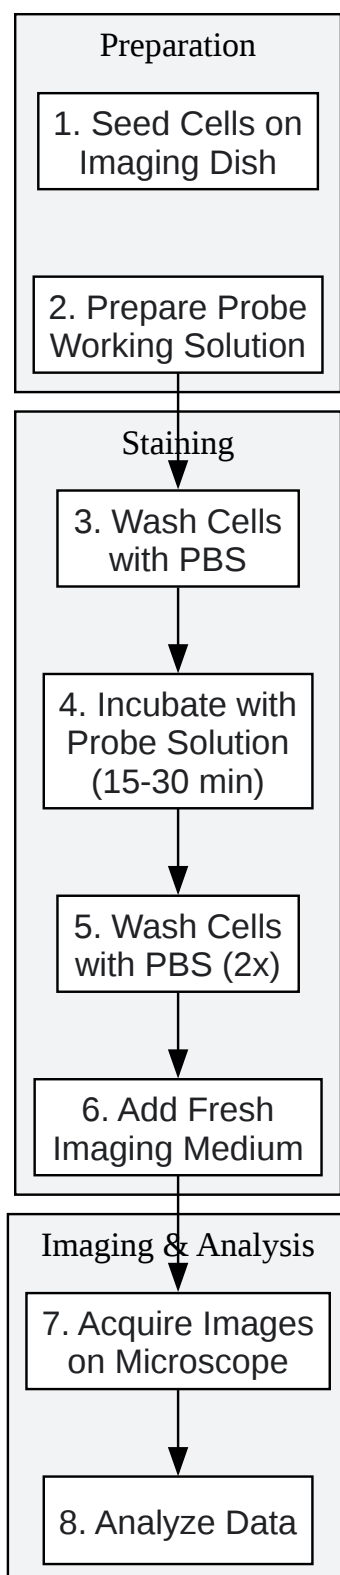 Preparation
1. Seed Cells on
Imaging Dish
2. Prepare Probe
Working Solution
Staining
3. Wash Cells
with PBS
4. Incubate with
Probe Solution
(15-30 min)
5. Wash Cells
with PBS (2x)
6. Add Fresh
Imaging Medium
Imaging & Analysis
7. Acquire Images
on Microscope
8. Analyze Data